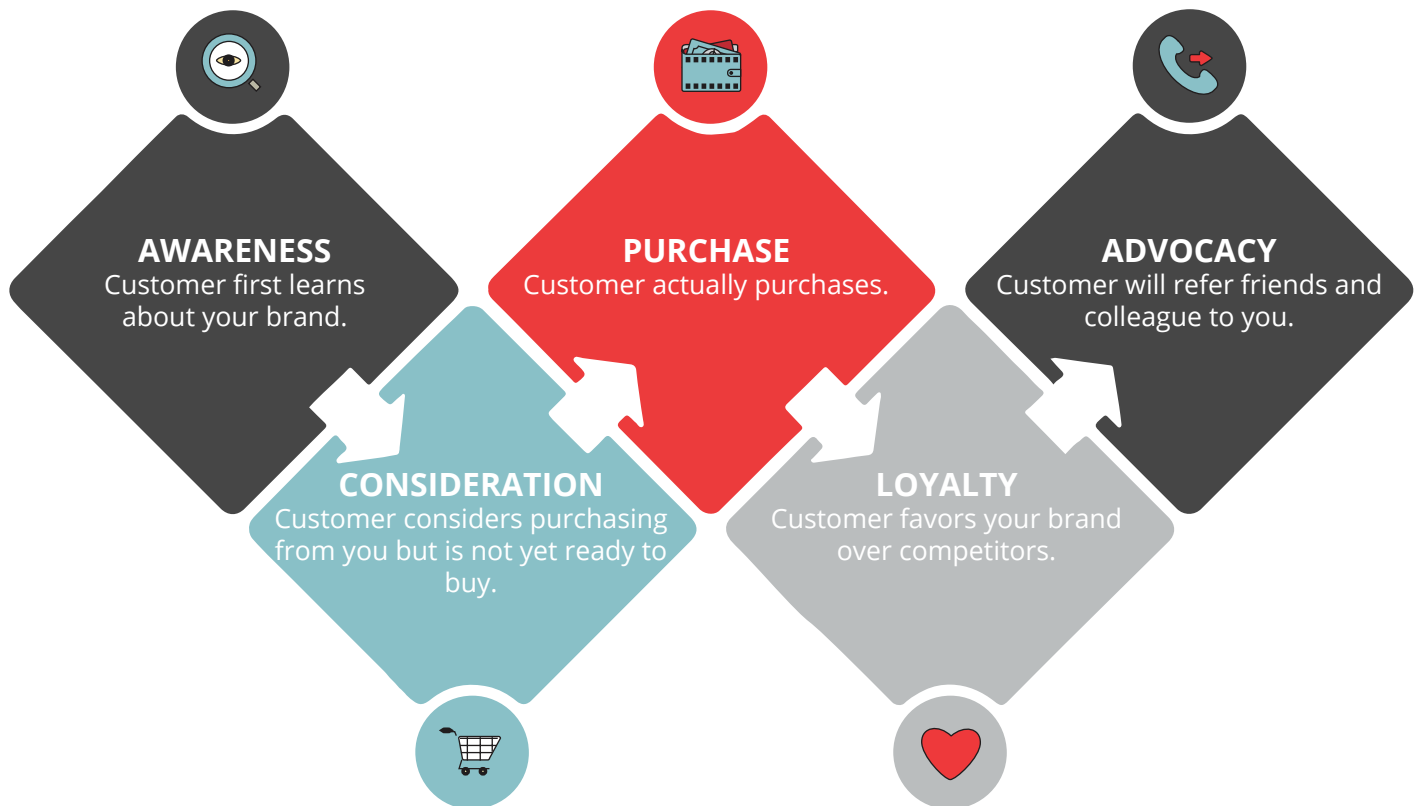 AWARENESS
Customer first learns
about your brand.
CONSIDERATION
Customer considers purchasing
from you but is not yet ready to
buy.
PURCHASE
Customer actually purchases.
LOYALTY
Customer favors your brand
over competitors.
ADVOCACY
Customer will refer friends and
colleague to you.